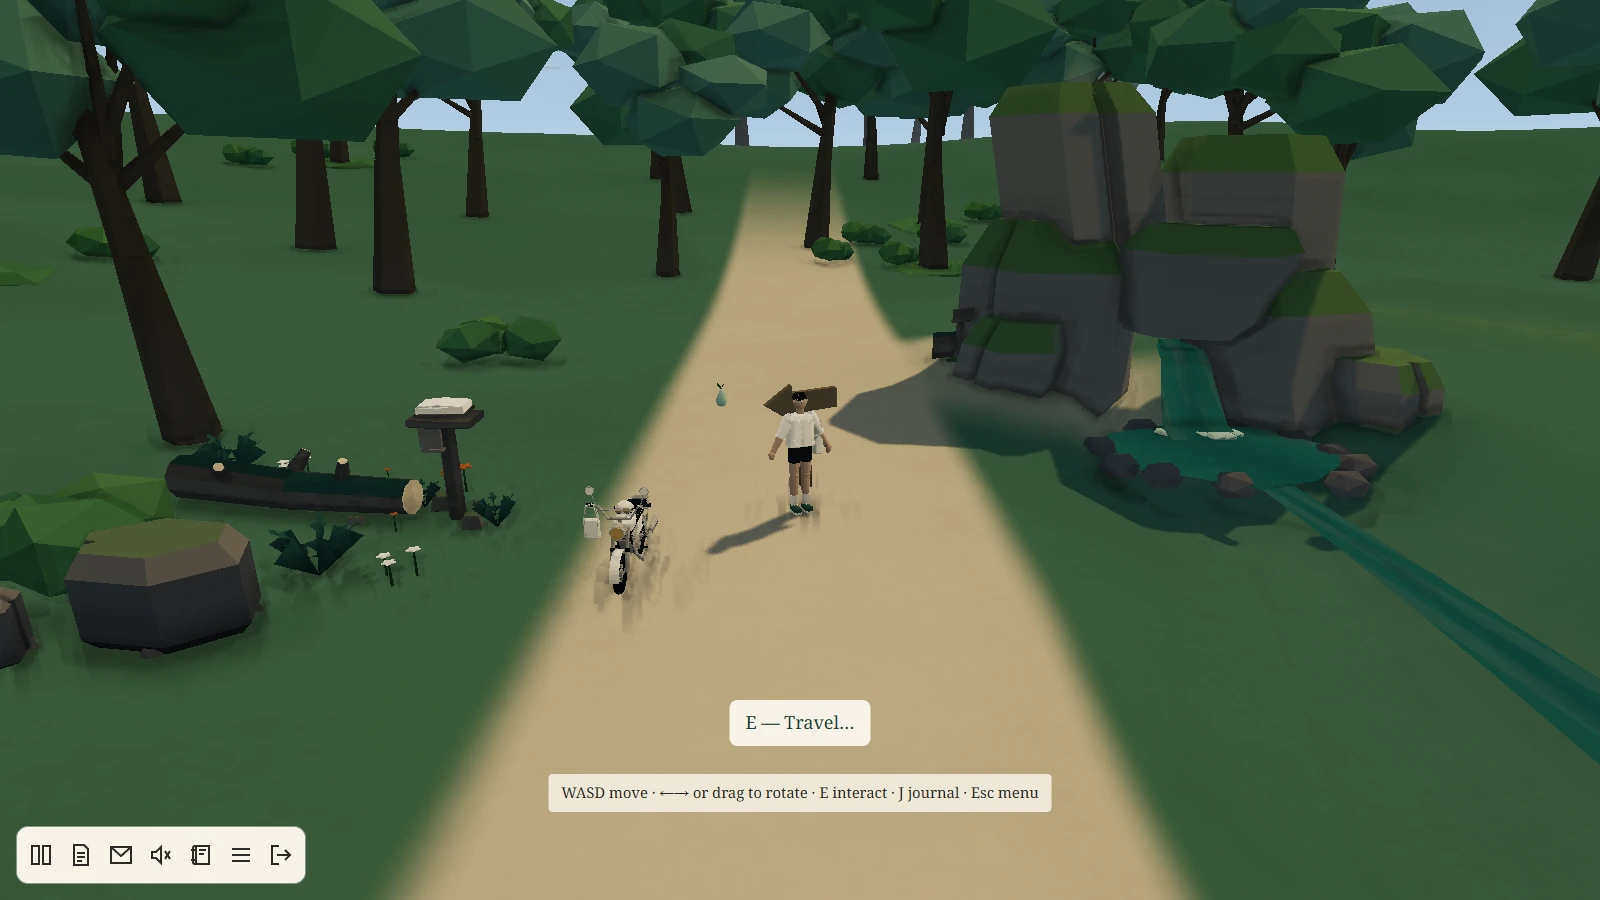 E — Travel...
WASD move · ←→ or drag to rotate · E interact · J journal · Esc menu